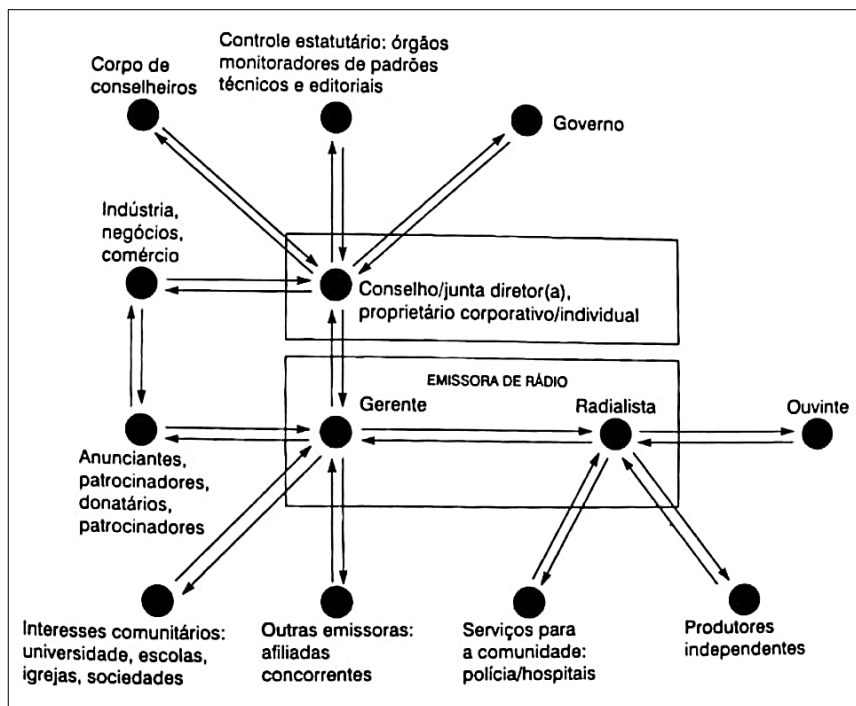 Controle estatutário: órgãos
monitoradores de padrões
técnicos e editoriais
Corpo de
conselheiros
Governo
Indústria,
negócios,
comércio
Conselho/junta diretor(a),
proprietário corporativo/individual
EMISSORA DE RÁDIO
Gerente
Radialista
Ouvinte
Anunciantes,
patrocinadores,
donatários,
patrocinadores
Interesses comunitários:
universidade, escolas,
igrejas, sociedades
Outras emissoras:
afiliadas
concorrentes
Serviços para
a comunidade:
polícia/hospitais
Produtores
independentes